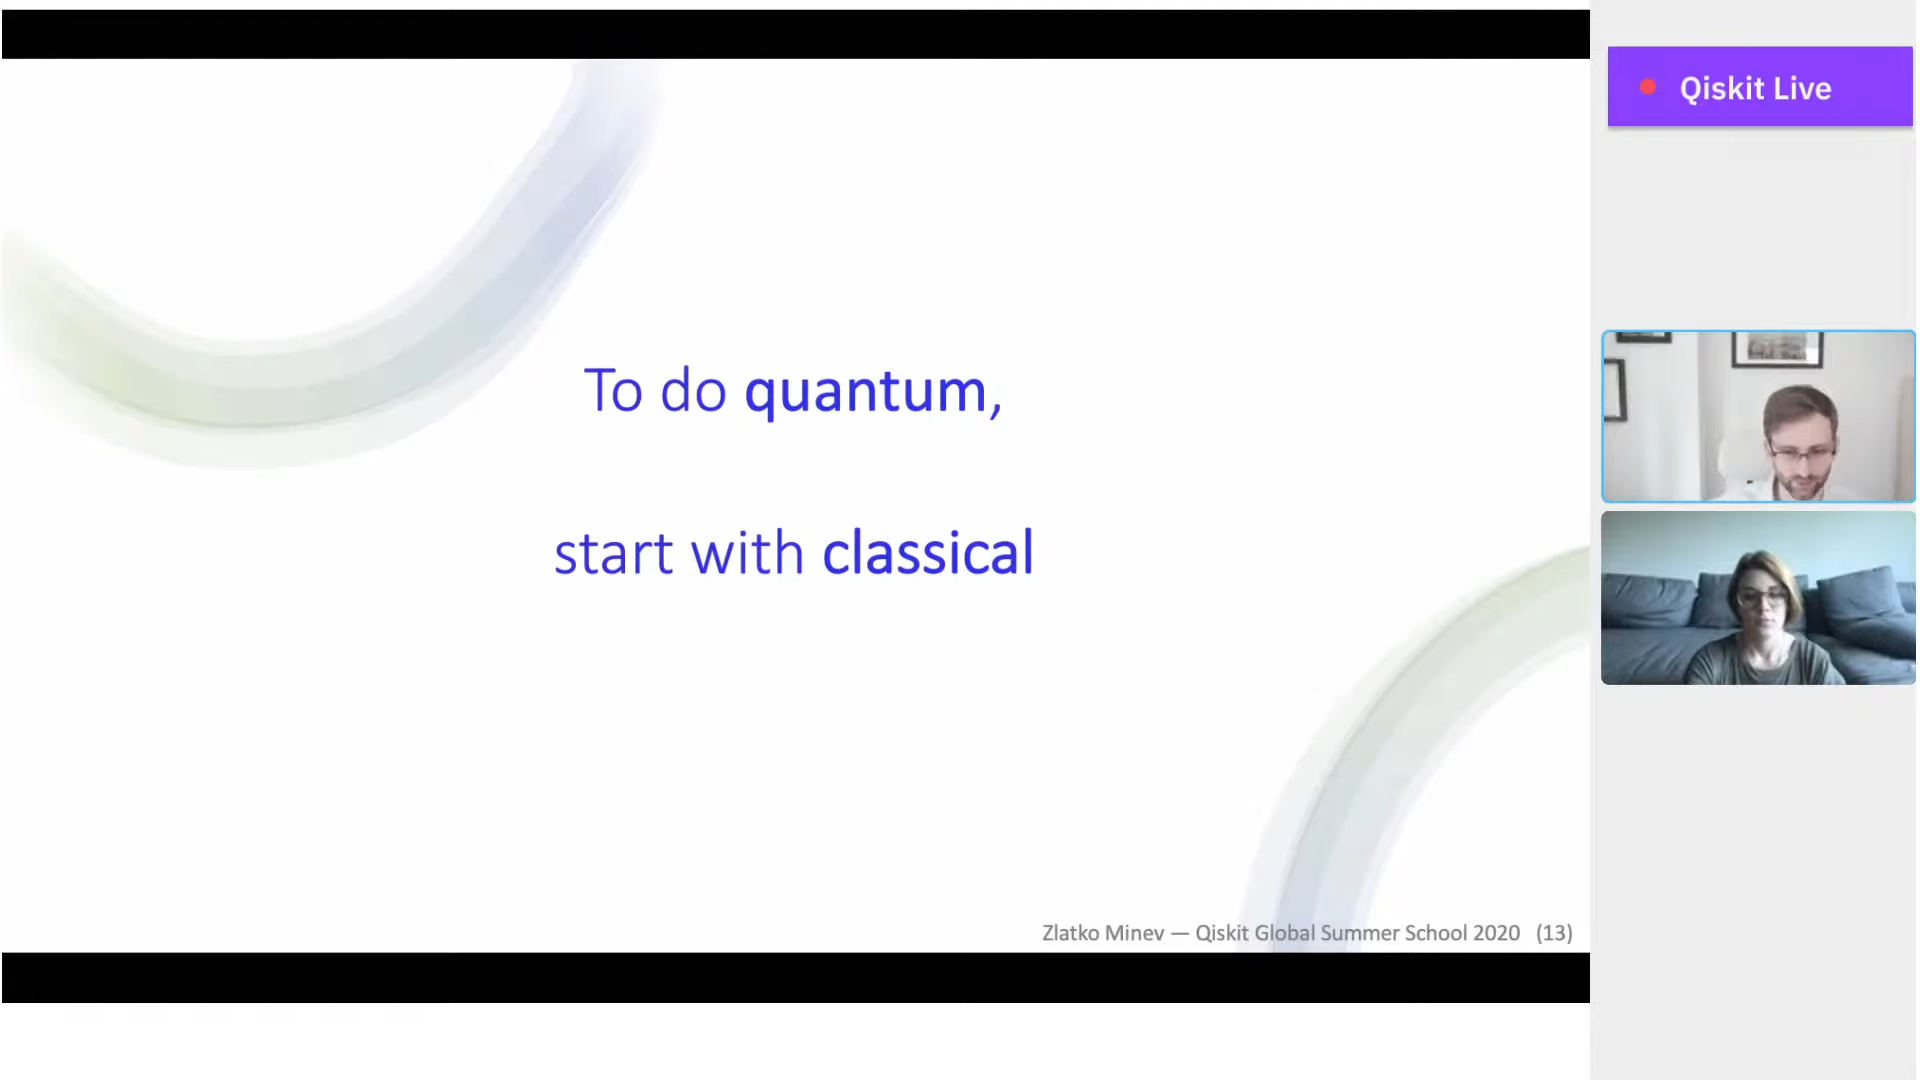 Qiskit Live
To do quantum,
start with classical
Zlatko Minev — Qiskit Global Summer School 2020 (13)